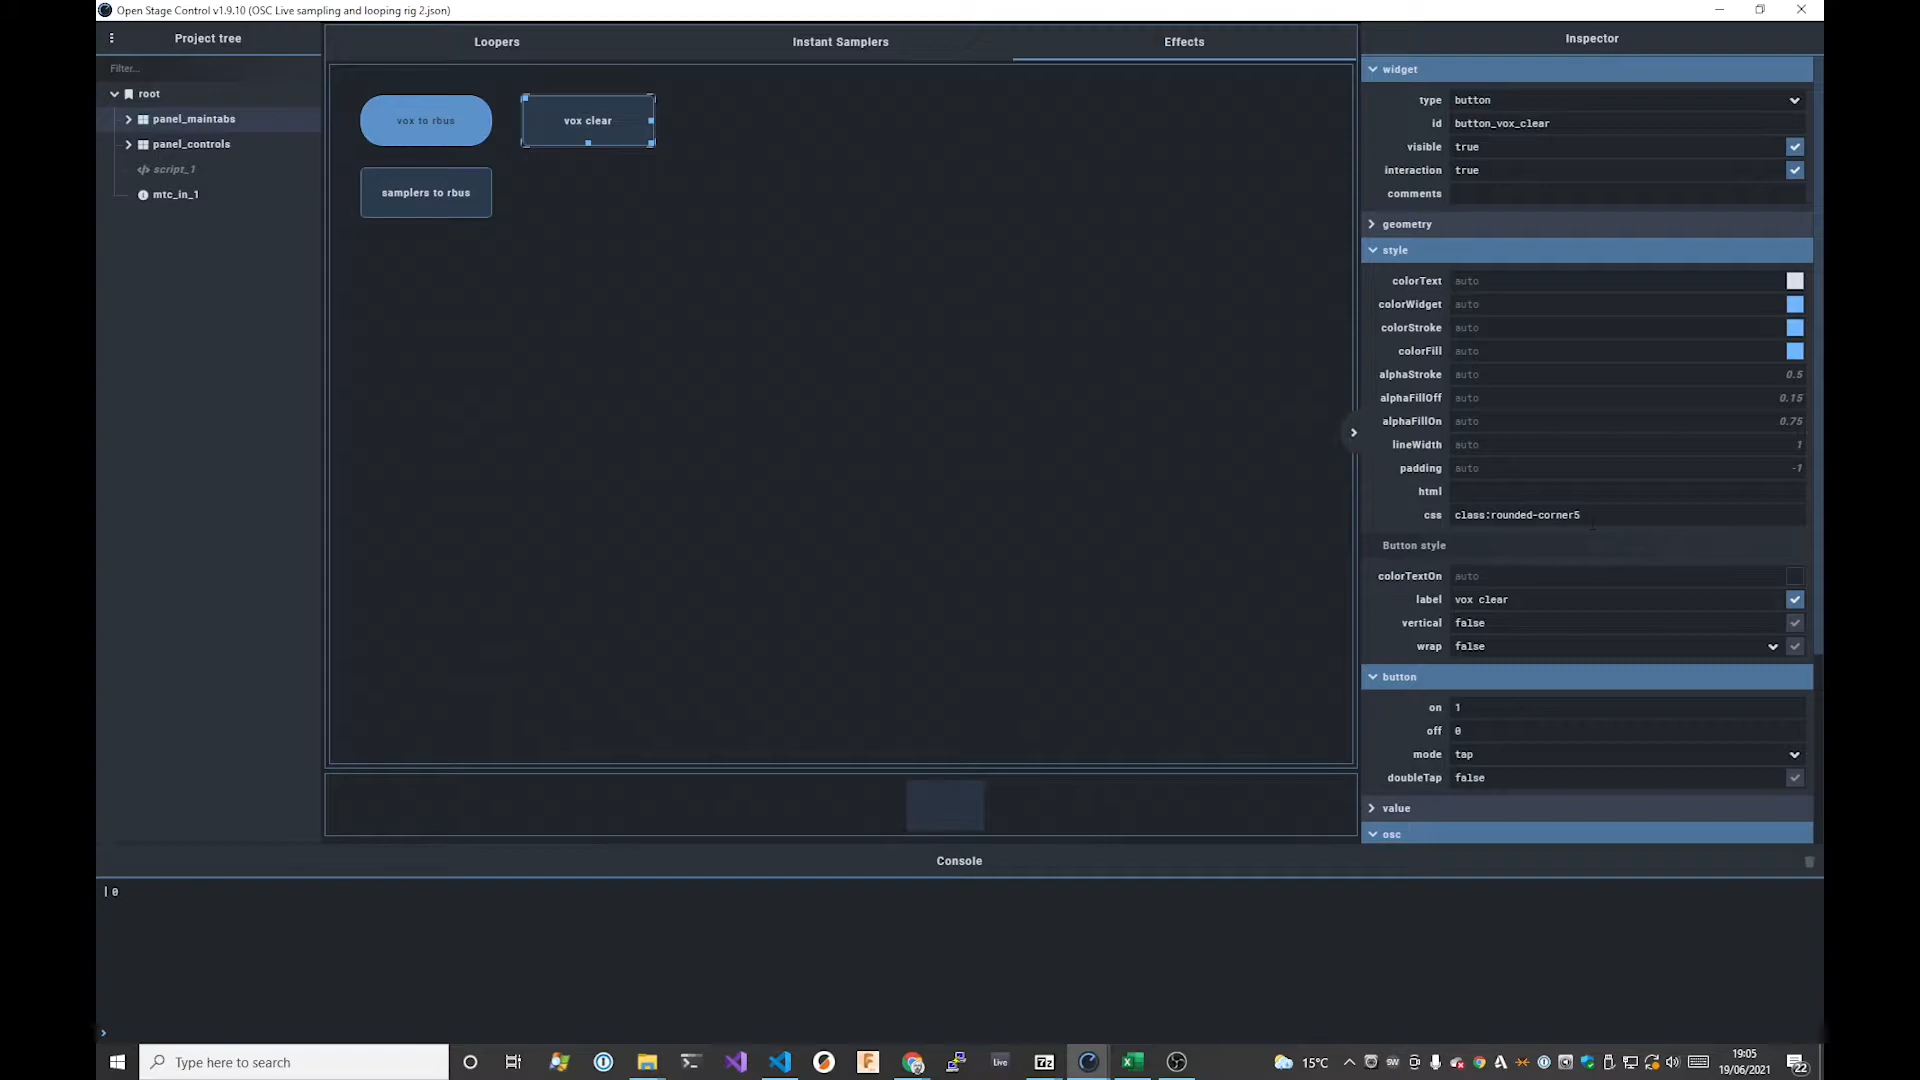 Open Stage Control v1.9.10 (OSC Live sampling and looping rig 2.json)
Project tree
Loopers
Instant Samplers
Effects
Inspector
Filter...
root
panel_maintabs
panel_controls
script_1
mtc_in_1
vox to rbus
vox clear
samplers to rbus
widget
type button
id button_vox_clear
visible true
interaction true
comments
geometry
style
colorText auto
colorWidget auto
colorStroke auto
colorFill auto
alphaStroke auto 0.5
alphaFillOff auto 0.15
alphaFillOn auto 0.75
lineWidth auto 1
padding auto -1
html
css class:rounded-corner5
Button style
colorTextOn auto
label vox clear
vertical false
wrap false
button
on 1
off 0
mode tap
doubleTap false
value
osc
Console
0
Type here to search
Live
7z
SW
15°C
19:05
19/06/2021
22